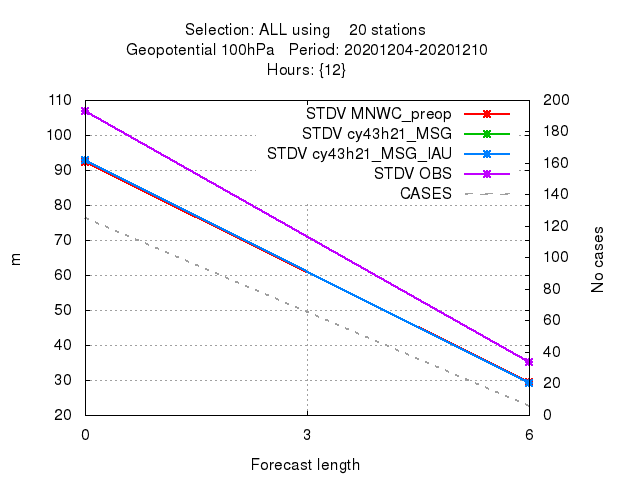 Selection: ALL using 20 stations
Geopotential 100hPa Period: 20201204-20201210
Hours: {12}
110 200
STDV MNWC_preop
100 180
STDV cy43h21_MSG
90 160
STDV cy43h21_MSG_IAU
STDV OBS
80 140
CASES
70 120
60 100
50 80
40 60
30 40
20 20
0
m
No cases
0 3 6
Forecast length